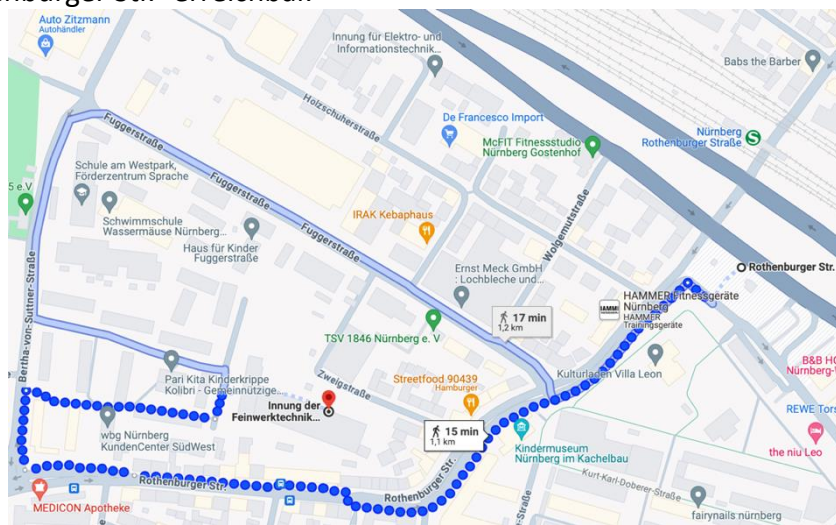 Auto Zitzmann
Autohändler
Innung für Elektro- und
Informationstechnik...
Babs the Barber
Holzschuherstraße
De Francesco Import
McFIT Fitnessstudio
Nürnberg Gostenhof
Nürnberg
Rothenburger Straße
Fuggerstraße
Schule am Westpark,
Förderzentrum Sprache
5 e.V
Schwimmschule
Wassermäuse Nürnberg...
Fuggerstraße
IRAK Kebaphaus
Wolgemutstraße
Haus für Kinder
Fuggerstraße
Fuggerstraße
Ernst Meck GmbH
: Lochbleche und...
Rothenburger Str.
Bertha-von-Suttner-Straße
HAMMER Fitnessgeräte
Nürnberg
HAMMER
Trainingsgeräte
17 min
1,2 km
TSV 1846 Nürnberg e. V
Kulturladen Villa Leon
B&B HO
Nürnberg-
Pari Kita Kinderkrippe
Kolibri - Gemeinnützige...
Zweigstraße
Streetfood 90439
Hamburger
Innung der
Feinwerktechnik...
REWE Tors
wbg Nürnberg
KundenCenter SüdWest
15 min
1,1 km
Kindermuseum
Nürnberg im Kachelbau
the niu Leo
Rothenburger Str.
Rothenburger Str.
Kurt-Karl-Doberer-Straße
MEDICON Apotheke
fairynails nürnberg